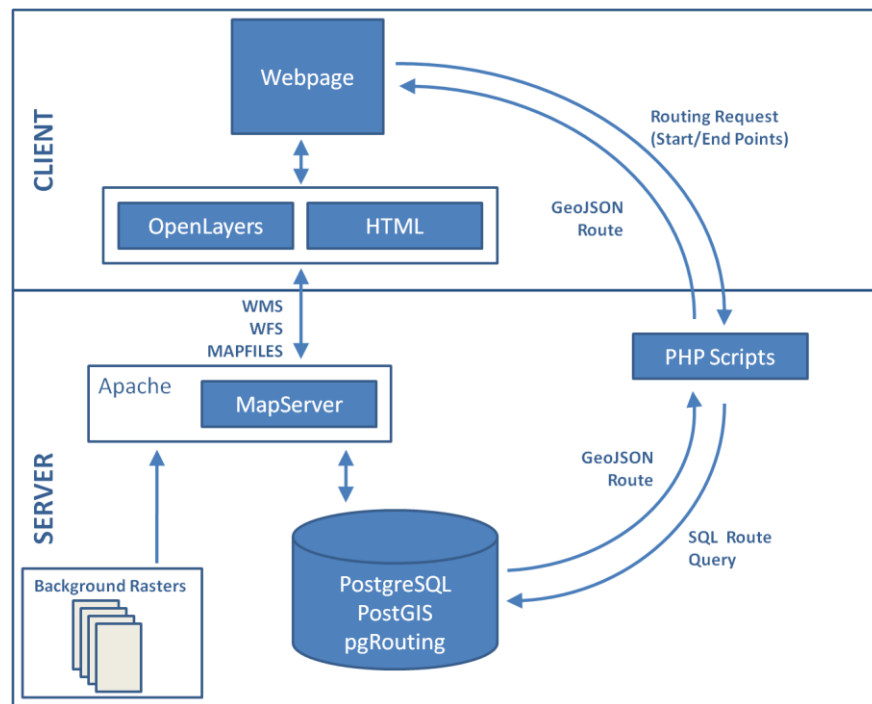 CLIENT
Webpage
Routing Request
(Start/End Points)
GeoJSON
Route
OpenLayers
HTML
WMS
WFS
MAPFILES
SERVER
Apache
MapServer
PHP Scripts
GeoJSON
Route
SQL Route
Query
Background Rasters
PostgreSQL
PostGIS
pgRouting